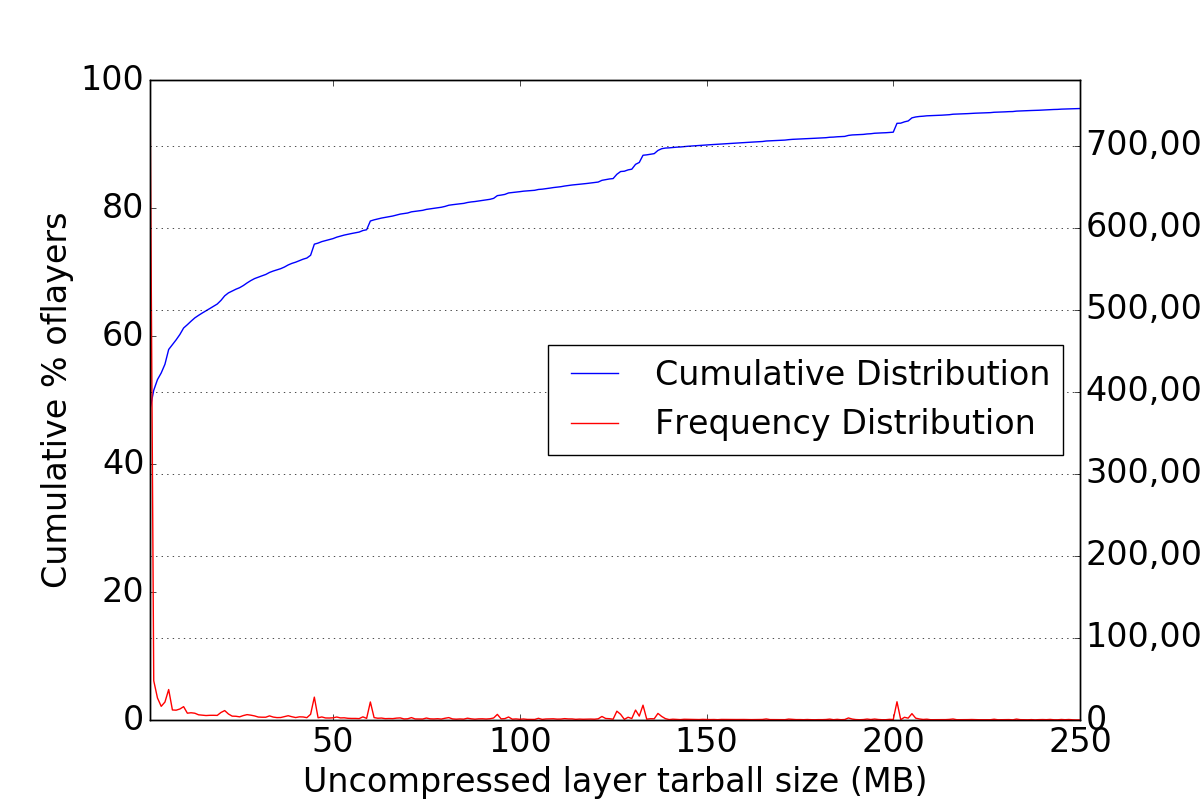 100
80
60
40
20
0
Cumulative % oflayers
700,00
600,00
500,00
400,00
300,00
200,00
100,00
0
Cumulative Distribution
Frequency Distribution
50 100 150 200 250
Uncompressed layer tarball size (MB)